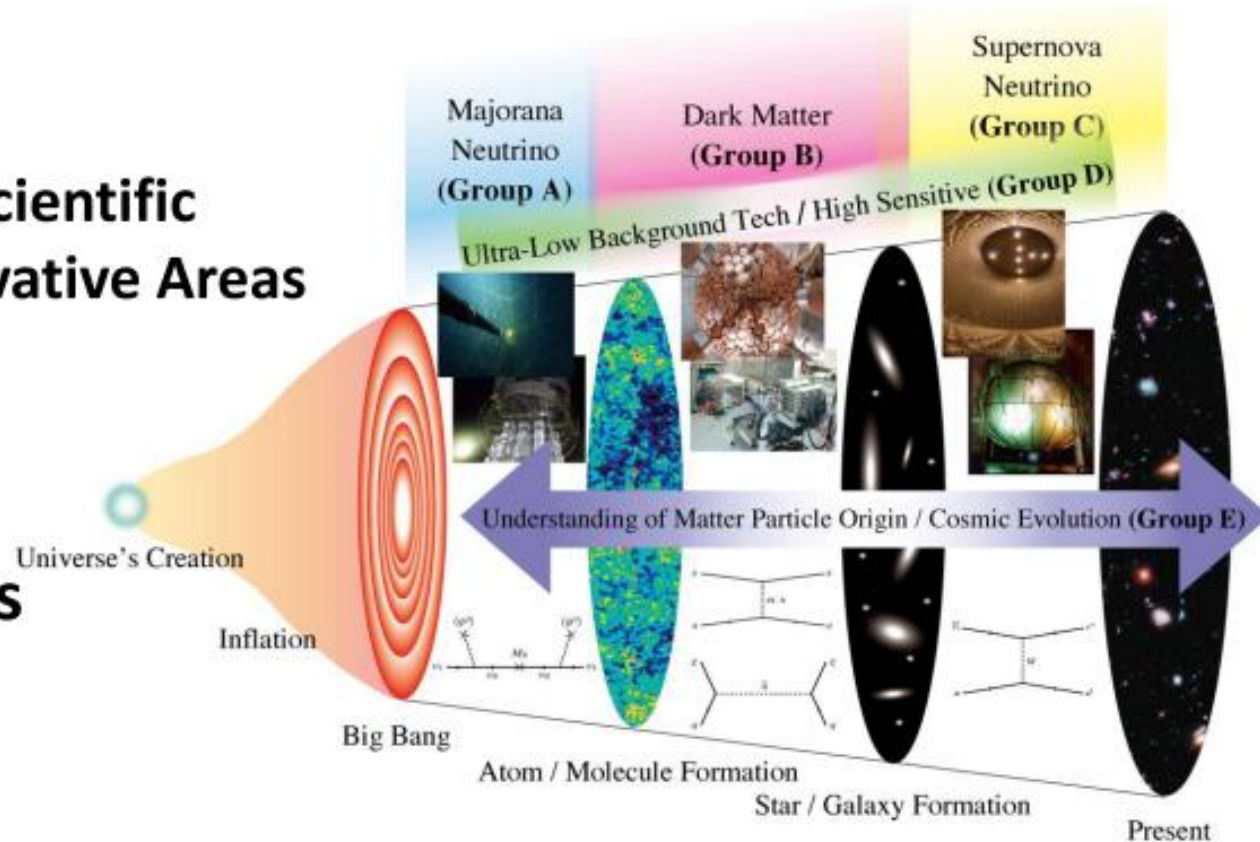 cientific
vative Areas
s
Majorana
Neutrino
(Group A)
Dark Matter
(Group B)
Supernova
Neutrino
(Group C)
Ultra-Low Background Tech / High Sensitive (Group D)
Understanding of Matter Particle Origin / Cosmic Evolution (Group E)
Universe's Creation
Inflation
Big Bang
Atom / Molecule Formation
Star / Galaxy Formation
Present